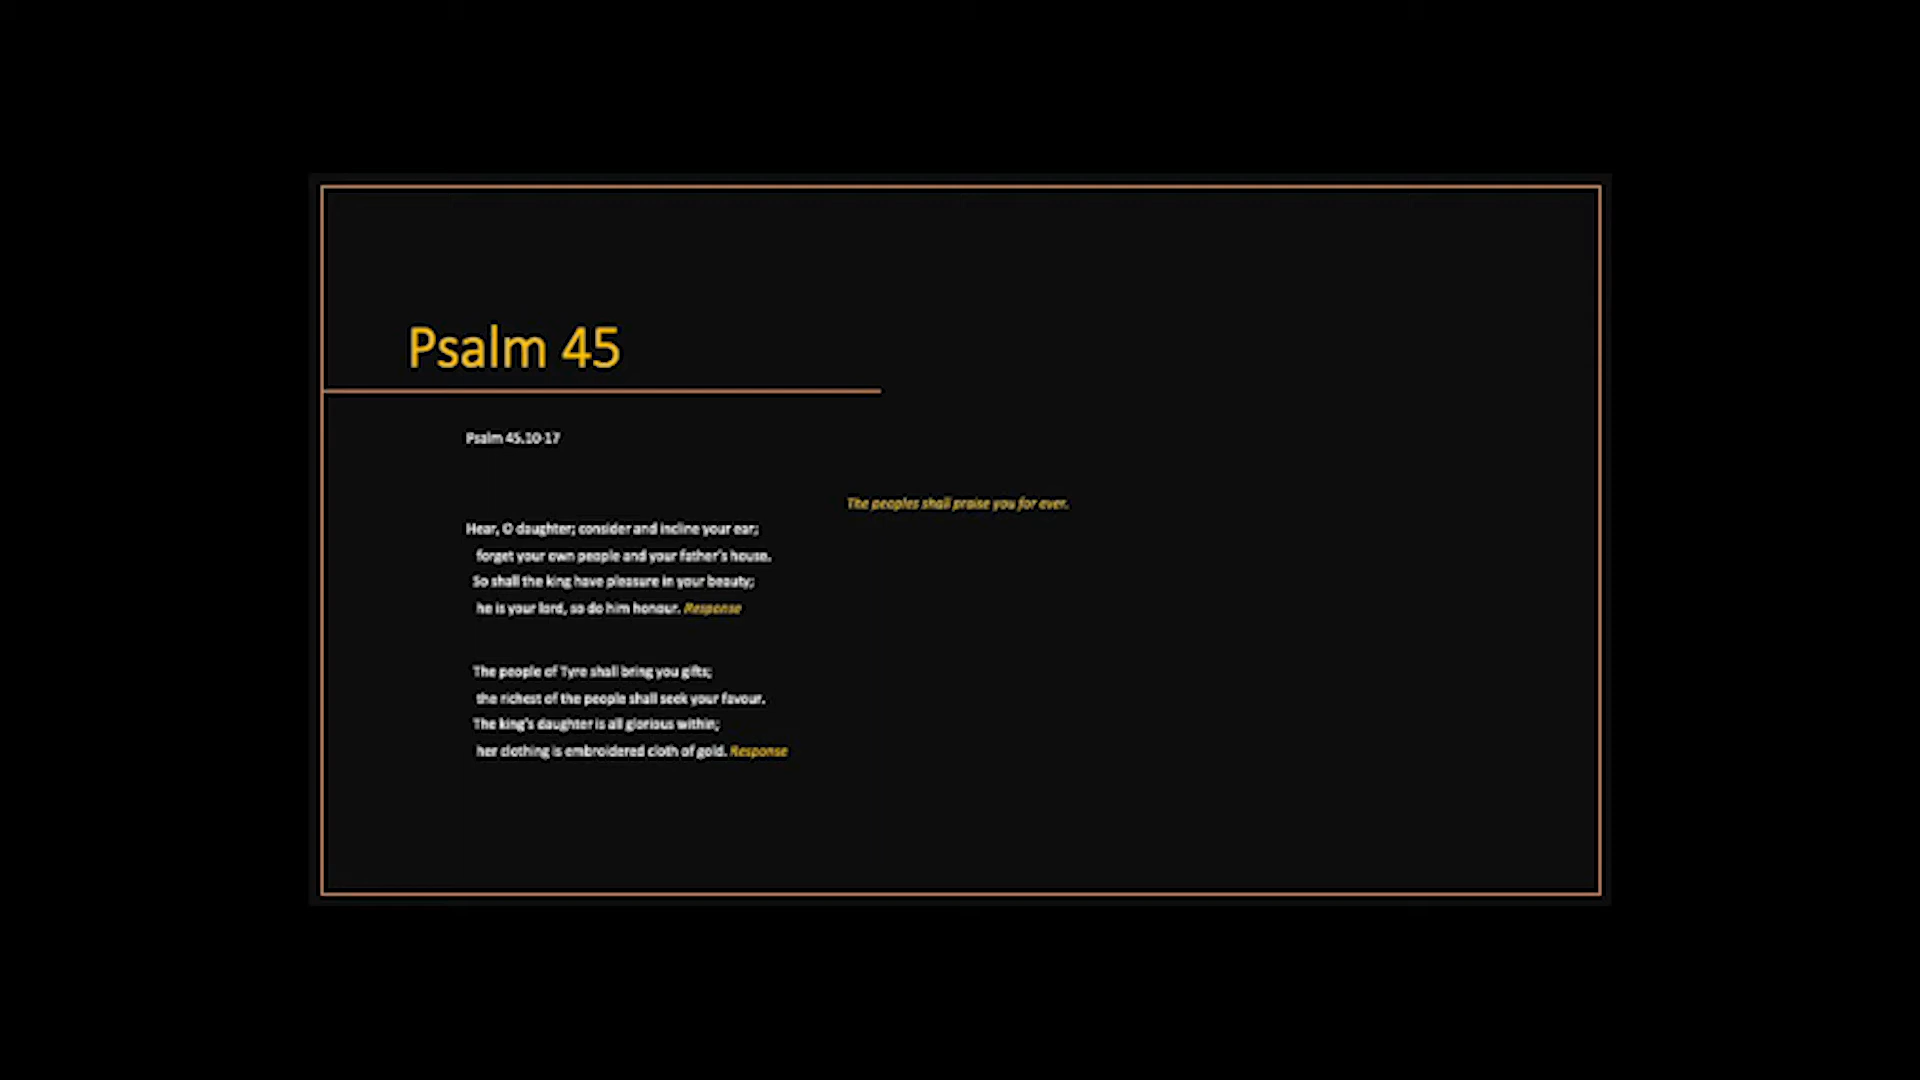 Psalm 45
Psalm 45.10-17
The peoples shall praise you for ever.
Hear, O daughter; consider and incline your ear;
forget your own people and your father's house.
So shall the king have pleasure in your beauty;
he is your lord, so do him honour. Response
The people of Tyre shall bring you gifts;
the richest of the people shall seek your favour.
The king's daughter is all glorious within;
her clothing is embroidered cloth of gold. Response